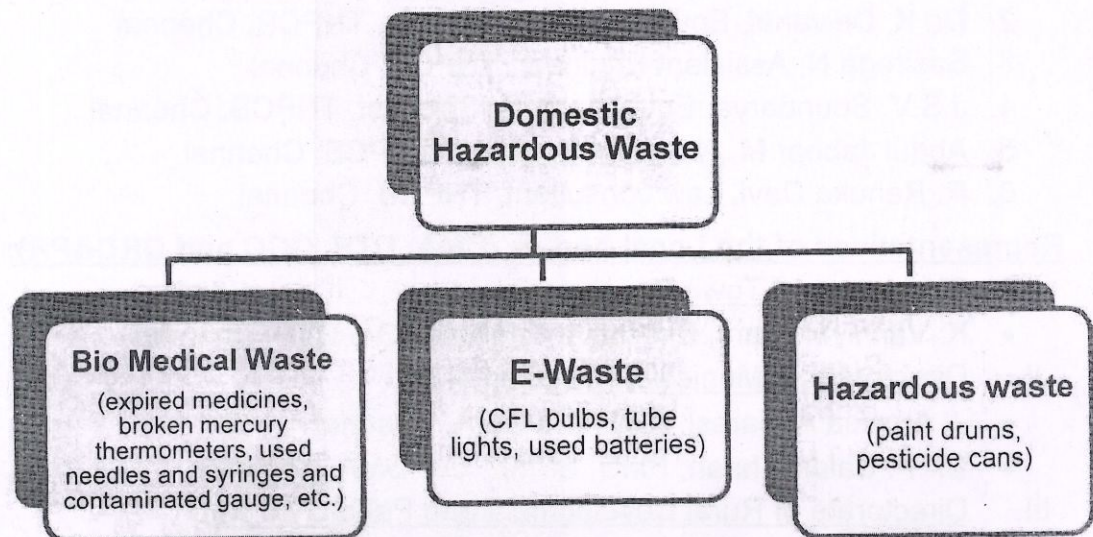 Domestic
Hazardous Waste
Bio Medical Waste
(expired medicines,
broken mercury
thermometers, used
needles and syringes and
contaminated gauge, etc.)
E-Waste
(CFL bulbs, tube
lights, used batteries)
Hazardous waste
(paint drums,
pesticide cans)